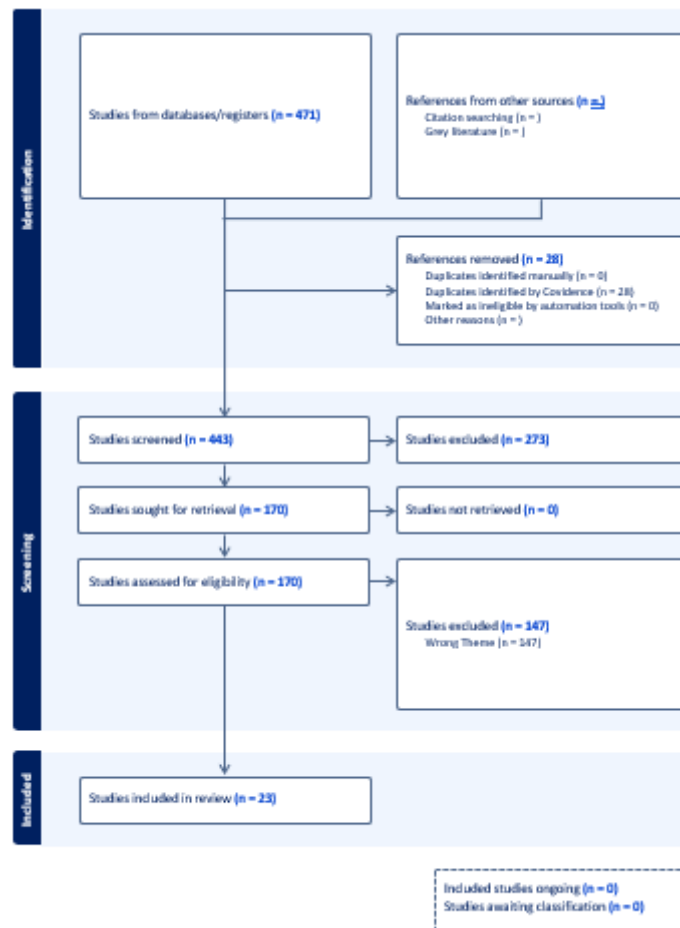 Identification
Studies from databases/registers (n = 471)
References from other sources (n = )
Citation searching (n = )
Grey literature (n = )
References removed (n = 28)
Duplicates identified manually (n = 0)
Duplicates identified by Covidence (n = 28)
Marked as ineligible by automation tools (n = 0)
Other reasons (n = )
Screening
Studies screened (n = 443)
Studies excluded (n = 273)
Studies sought for retrieval (n = 170)
Studies not retrieved (n = 0)
Studies assessed for eligibility (n = 170)
Studies excluded (n = 147)
Wrong Theme (n = 147)
Included
Studies included in review (n = 23)
Included studies ongoing (n = 0)
Studies awaiting classification (n = 0)